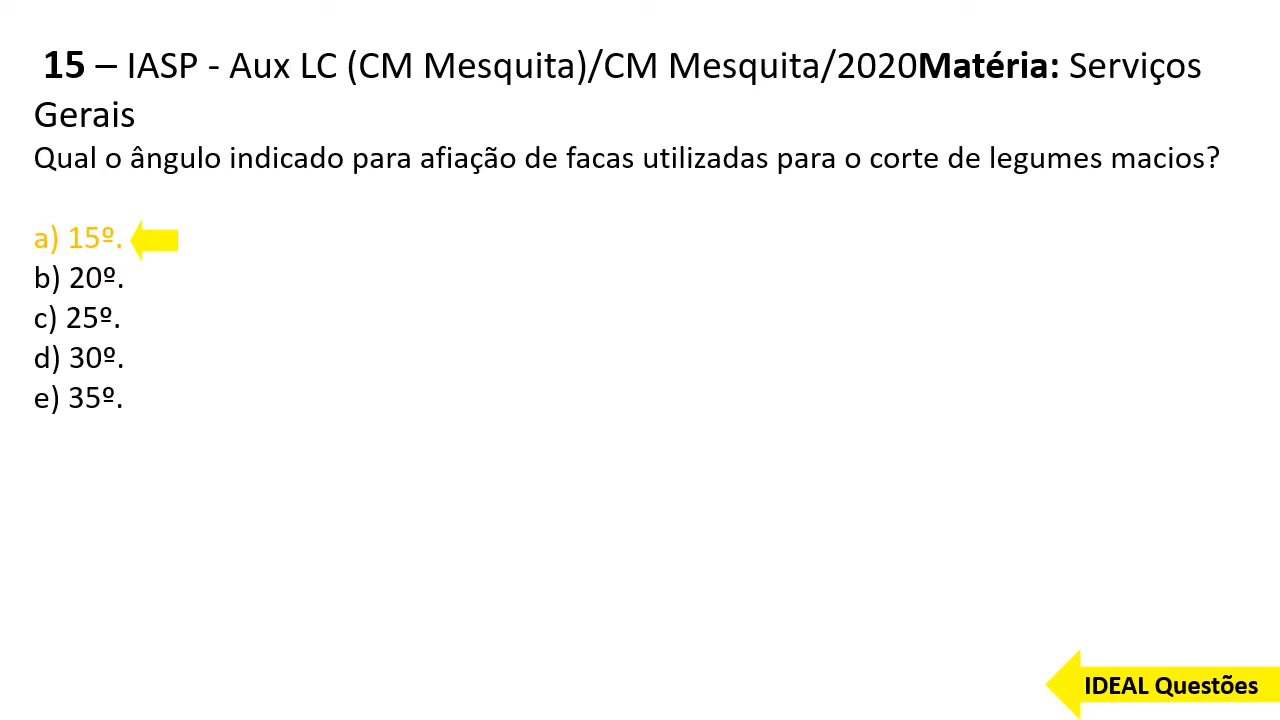 15 – IASP - Aux LC (CM Mesquita)/CM Mesquita/2020Matéria: Serviços
Gerais
Qual o ângulo indicado para afiação de facas utilizadas para o corte de legumes macios?
a) 15º.
b) 20º.
c) 25º.
d) 30º.
e) 35º.
IDEAL Questões